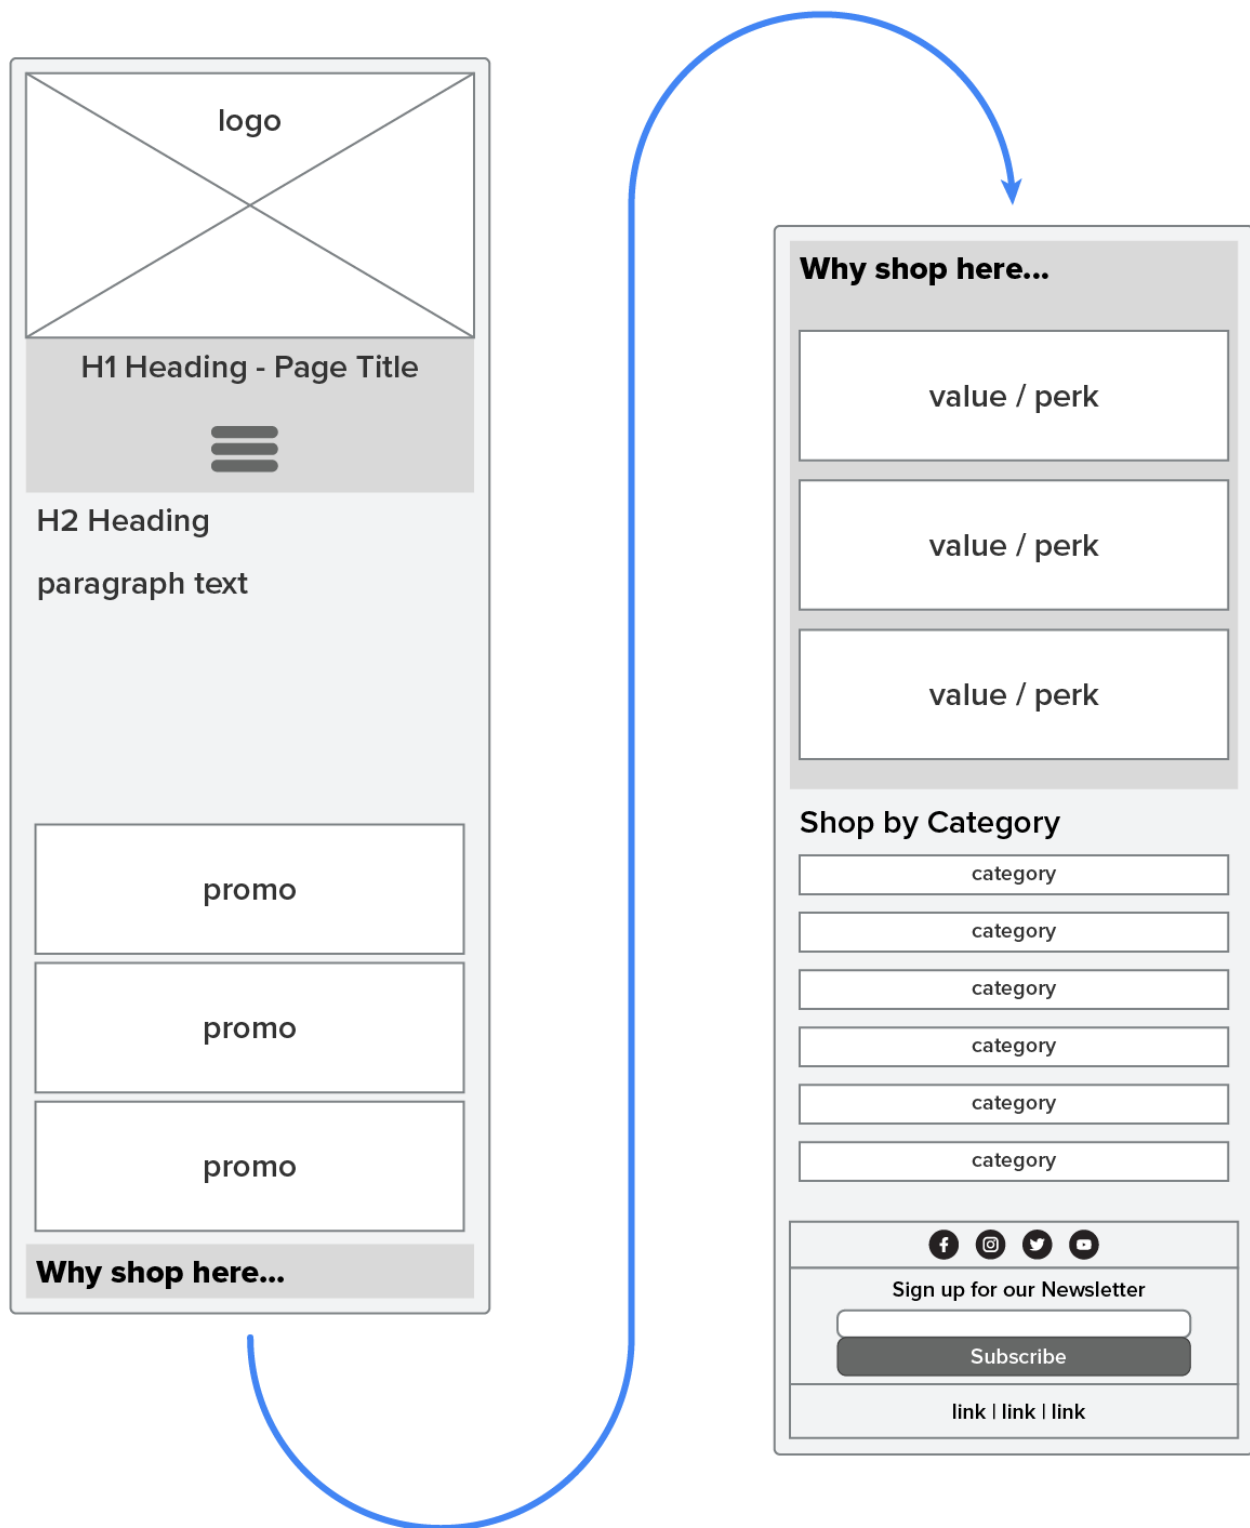 logo
H1 Heading - Page Title
H2 Heading
paragraph text
promo
promo
promo
Why shop here...
Why shop here...
value / perk
value / perk
value / perk
Shop by Category
category
category
category
category
category
category
Sign up for our Newsletter
Subscribe
link | link | link